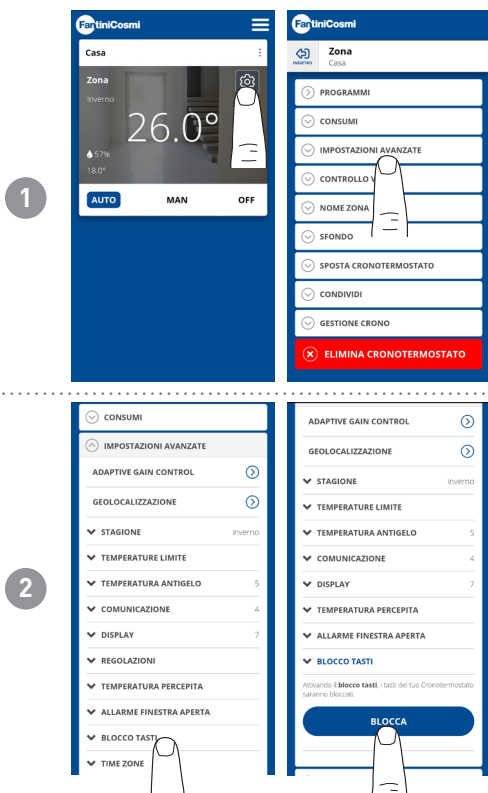 1
FantiniCosmi
Casa
Zona
Inverno
26.0°
57%
18.0°
AUTO MAN OFF
FantiniCosmi
INDIETRO
Zona
Casa
PROGRAMMI
CONSUMI
IMPOSTAZIONI AVANZATE
CONTROLLO
NOME ZONA
SFONDO
SPOSTA CRONOTERMOSTATO
CONDIVIDI
GESTIONE CRONO
ELIMINA CRONOTERMOSTATO
2
CONSUMI
IMPOSTAZIONI AVANZATE
ADAPTIVE GAIN CONTROL
GEOLOCALIZZAZIONE
STAGIONE inverno
TEMPERATURE LIMITE
TEMPERATURA ANTIGELO 5
COMUNICAZIONE 4
DISPLAY 7
REGOLAZIONI
TEMPERATURA PERCEPITA
ALLARME FINESTRA APERTA
BLOCCO TASTI
TIME ZONE
ADAPTIVE GAIN CONTROL
GEOLOCALIZZAZIONE
STAGIONE inverno
TEMPERATURE LIMITE
TEMPERATURA ANTIGELO 5
COMUNICAZIONE 4
DISPLAY 7
TEMPERATURA PERCEPITA
ALLARME FINESTRA APERTA
BLOCCO TASTI
Attivando il blocco tasti, i tasti del tuo Cronotermostato
saranno bloccati.
BLOCCA